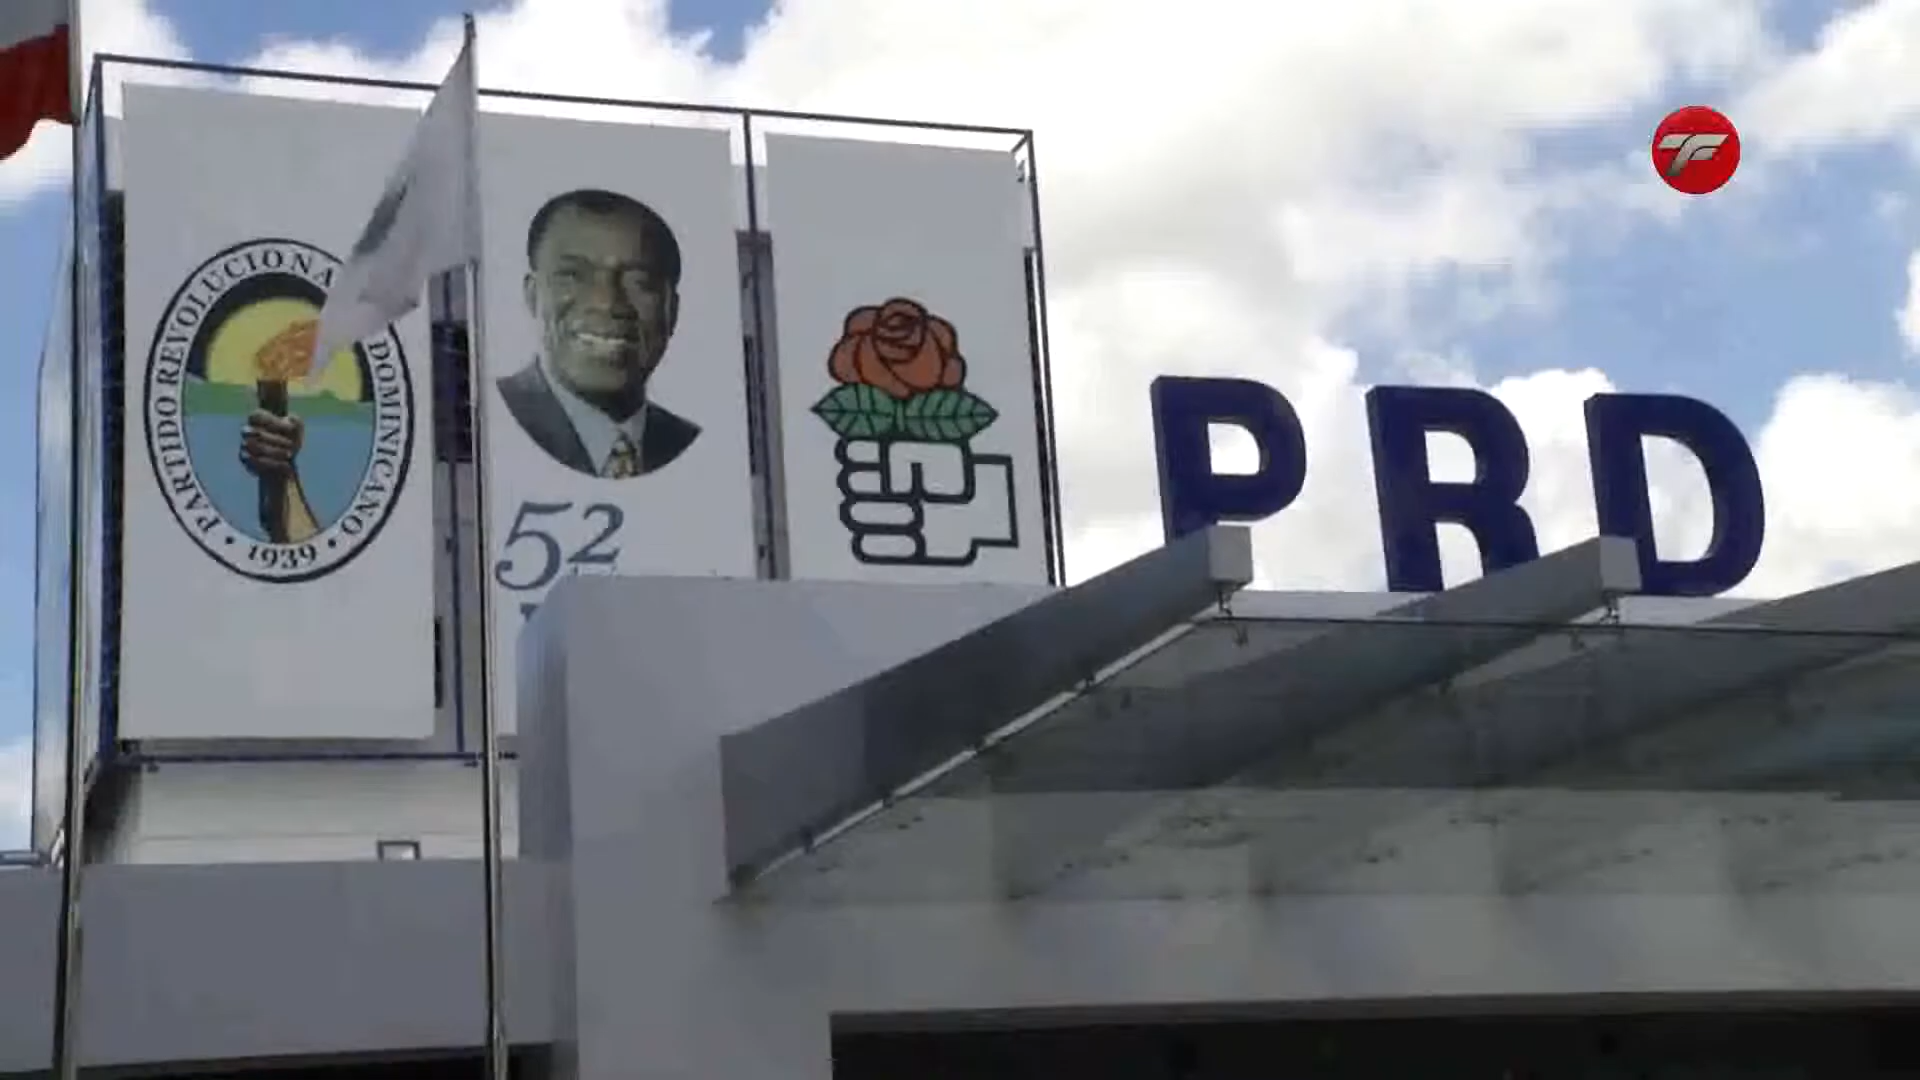 PARTIDO REVOLUCIONA DOMINICANO
• 1939 •
52
PRD